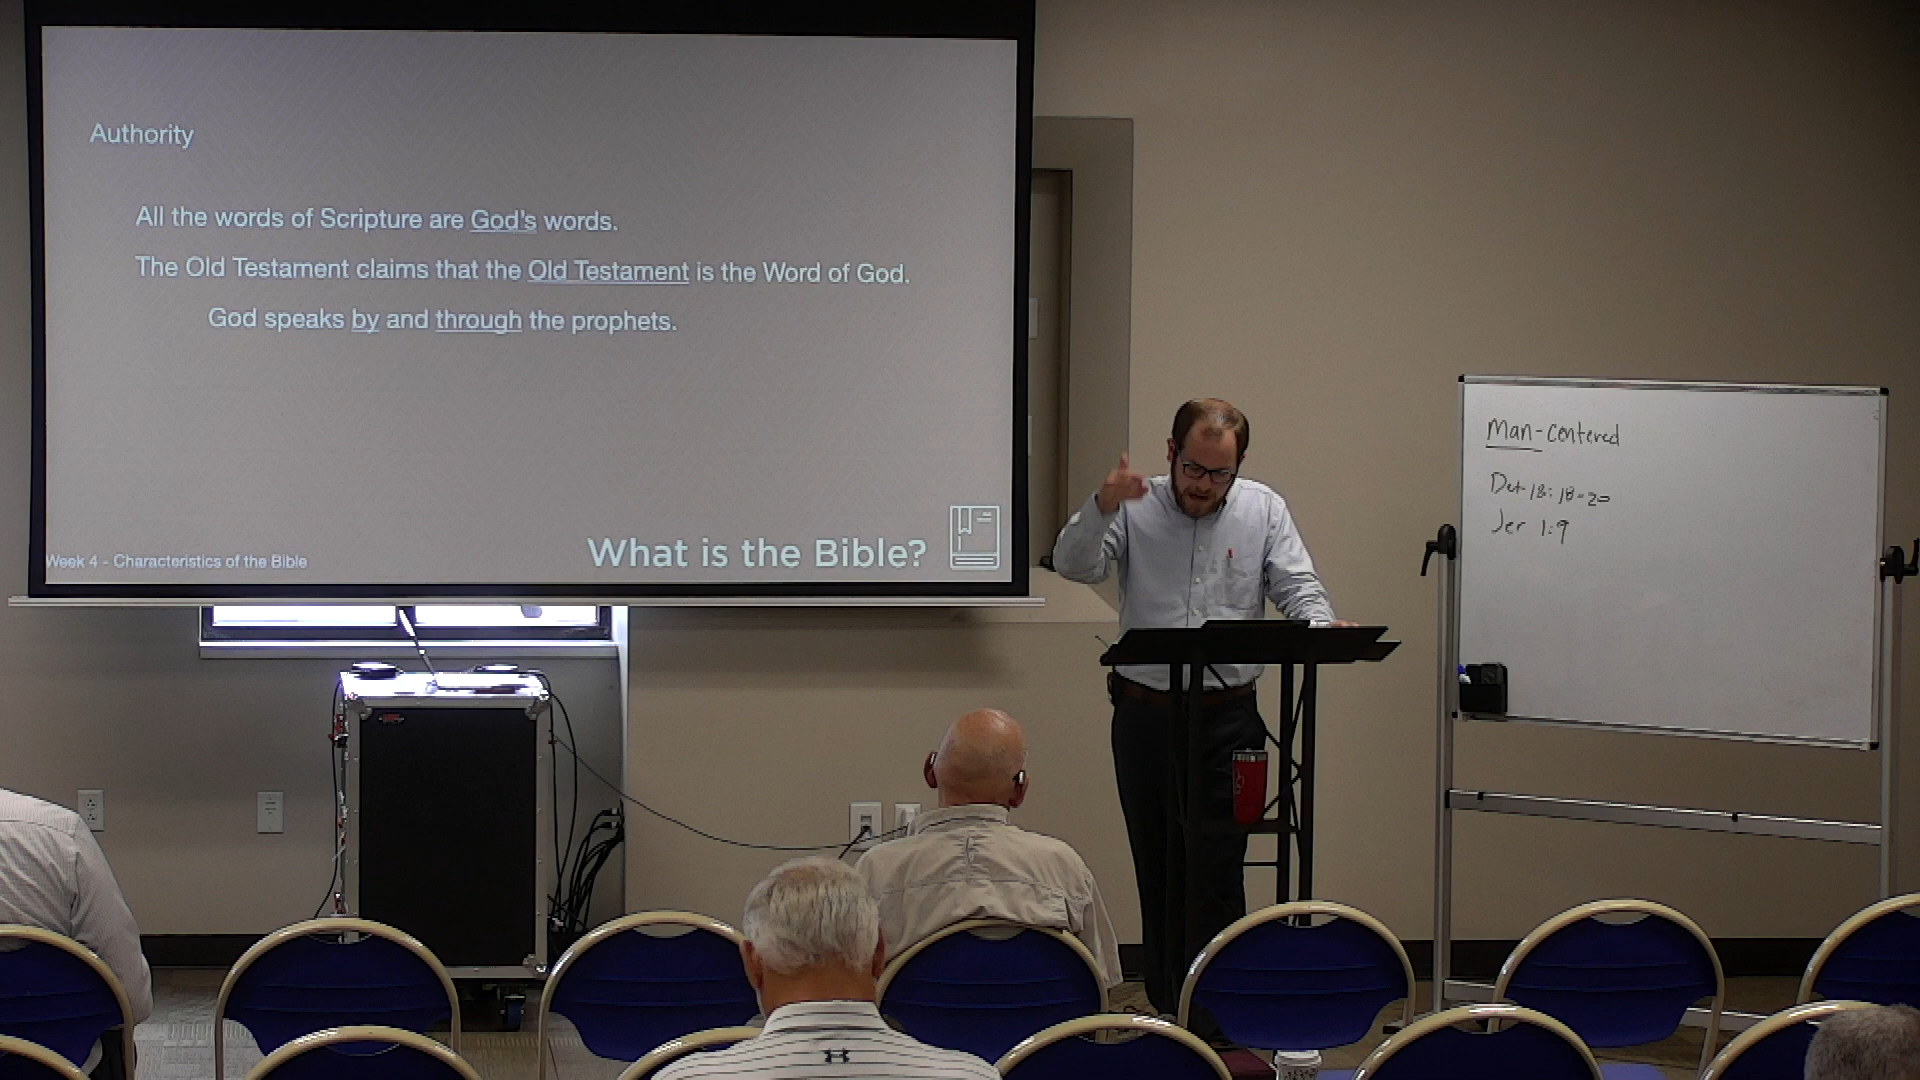 Authority
All the words of Scripture are God's words.
The Old Testament claims that the Old Testament is the Word of God.
God speaks by and through the prophets.
What is the Bible?
Week 4 - Characteristics of the Bible
Man-centered
Det 18:18-20
Jer 1:9